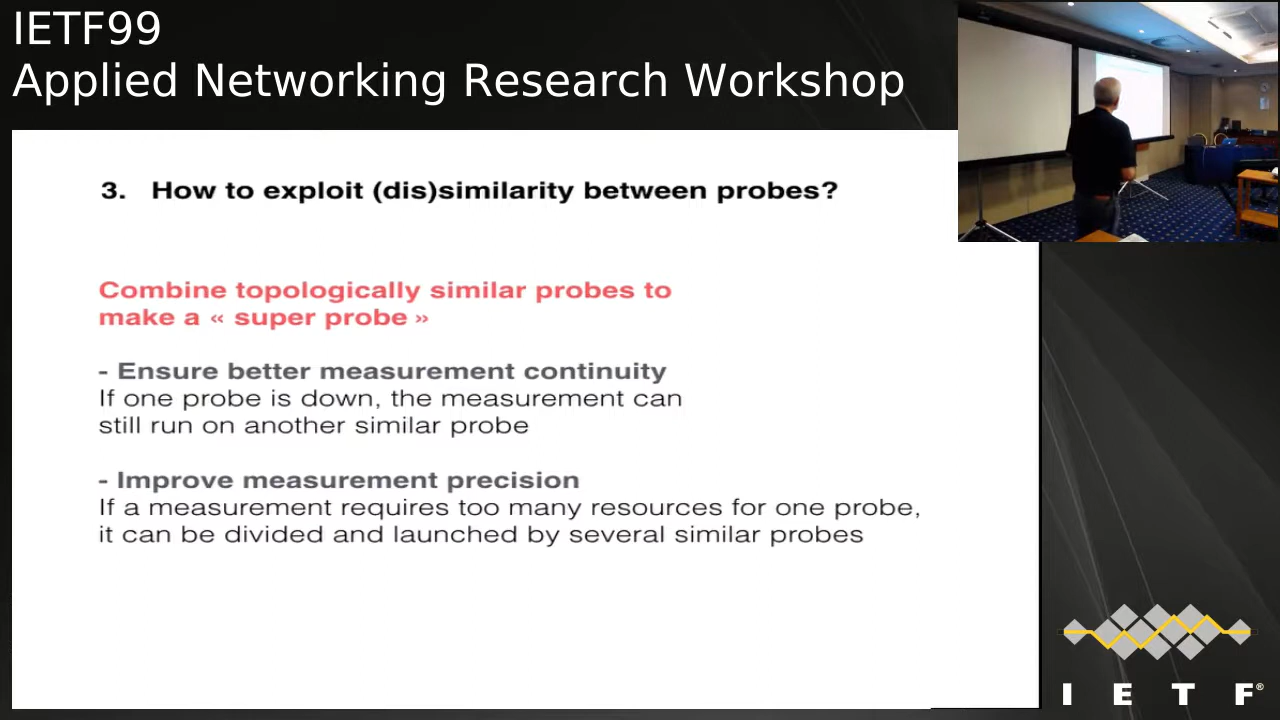 IETF99
Applied Networking Research Workshop
3. How to exploit (dis)similarity between probes?
Combine topologically similar probes to
make a « super probe »
- Ensure better measurement continuity
If one probe is down, the measurement can
still run on another similar probe
- Improve measurement precision
If a measurement requires too many resources for one probe,
it can be divided and launched by several similar probes
I E T F®